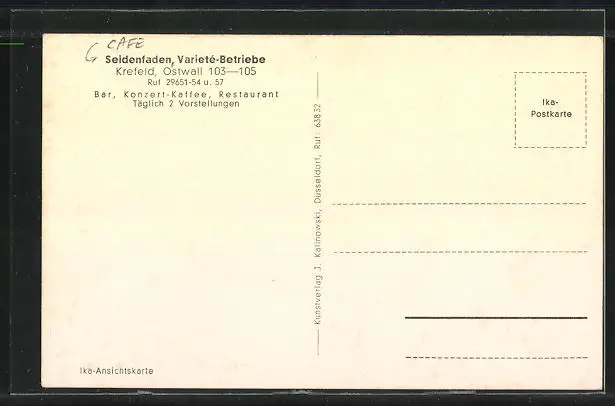 CAFÉ
Seidenfaden, Varieté-Betriebe
Krefeld, Ostwall 103—105
Ruf 29651-54 u. 57
Bar, Konzert-Kaffee, Restaurant
Täglich 2 Vorstellungen
Kunstverlag J. Kalinowski, Düsseldorf, Ruf: 63832
Ika-
Postkarte
Ika-Ansichtskarte